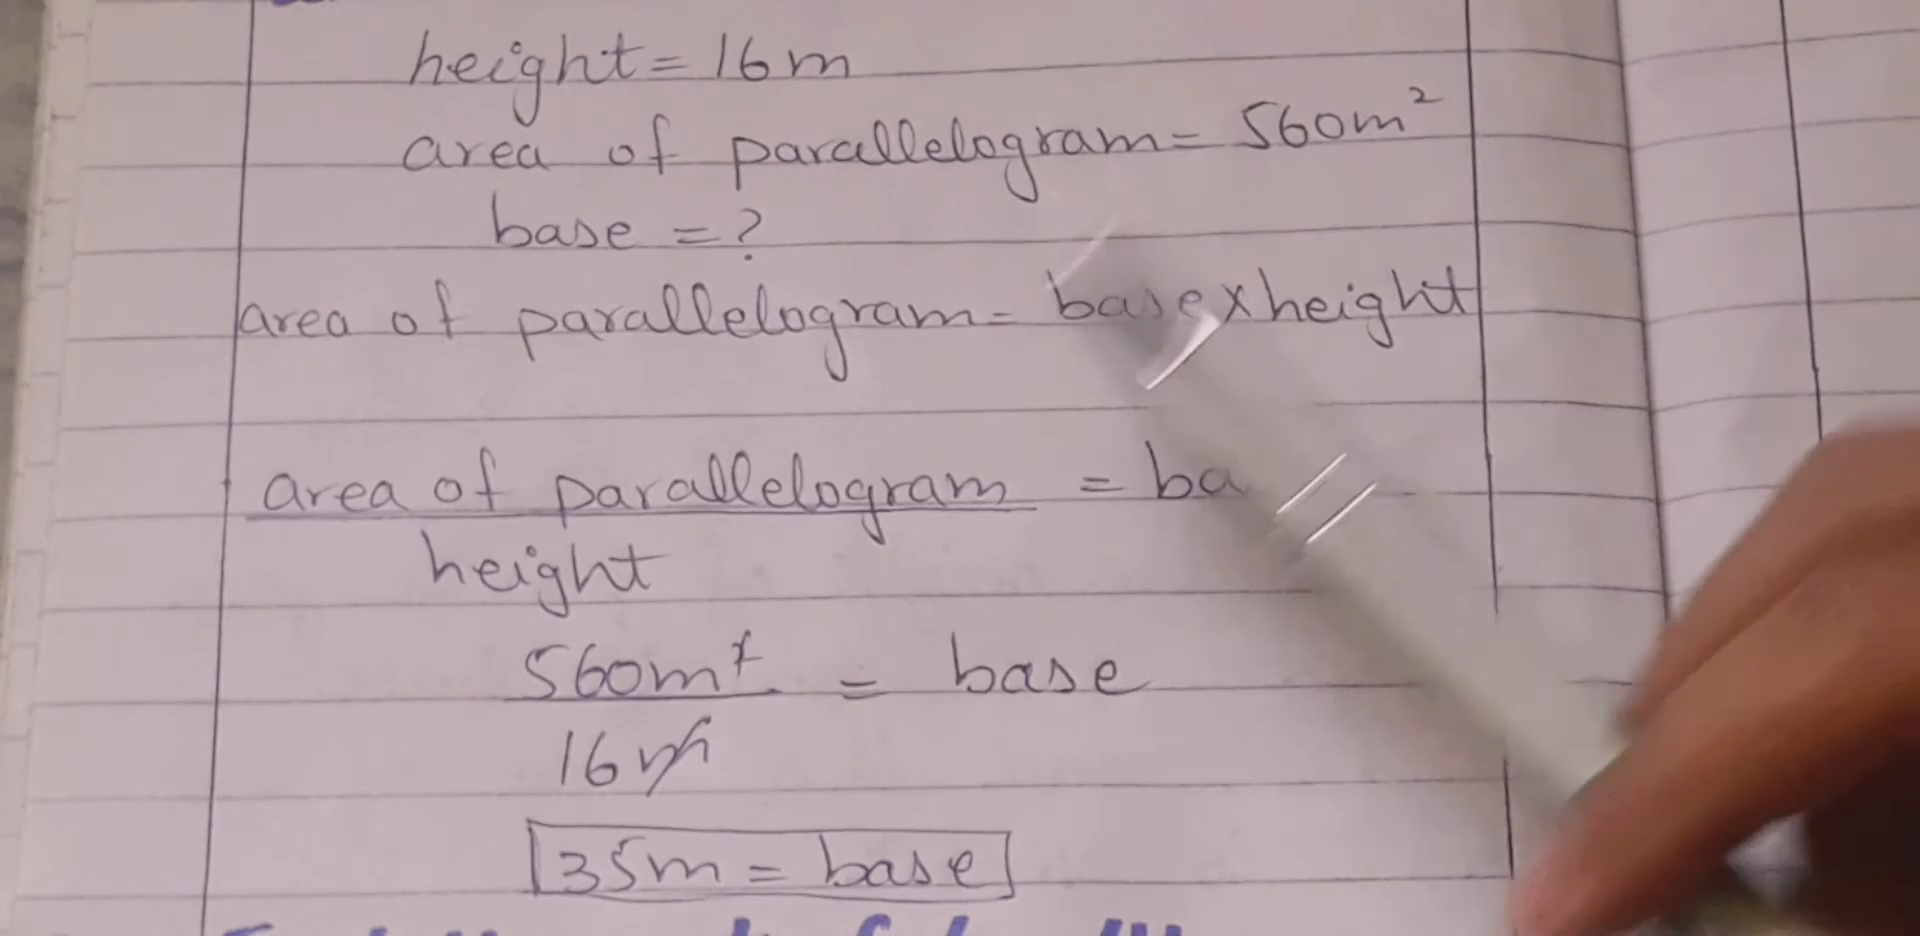 height = 16m
area of parallelogram = 560m²
base = ?
area of parallelogram = base x height
area of parallelogram = ba
height
560m² = base
16m
35m = base